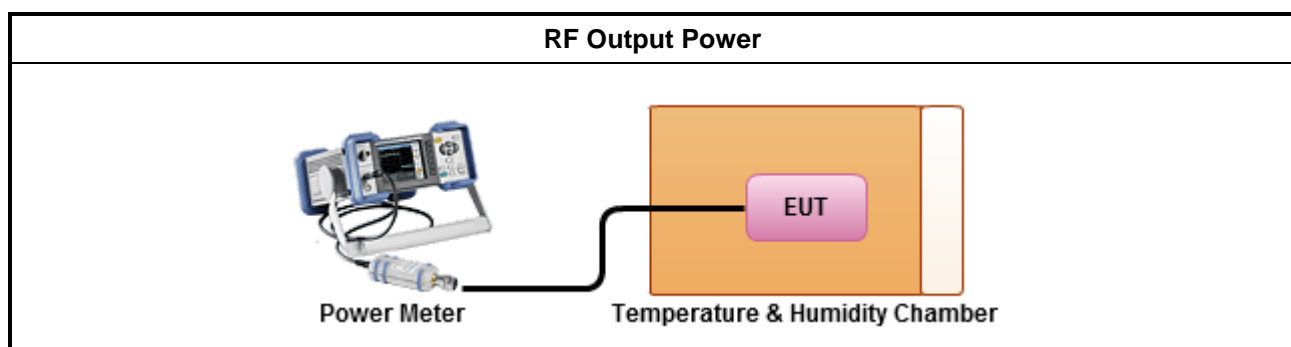 RF Output Power
EUT
Power Meter
Temperature & Humidity Chamber